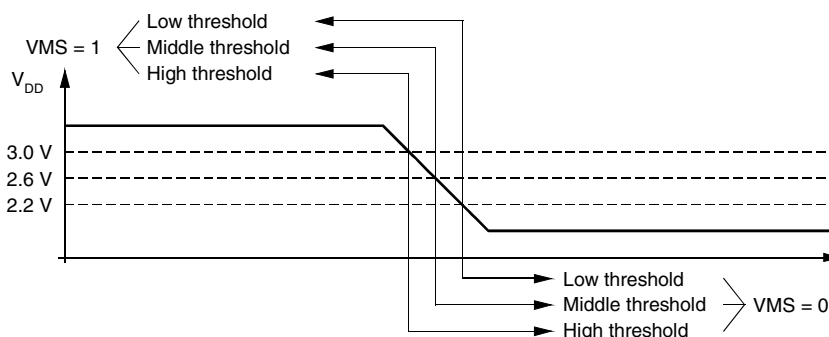 Low threshold
VMS = 1
Middle threshold
High threshold
VDD
3.0 V
2.6 V
2.2 V
Low threshold
Middle threshold
VMS = 0
High threshold